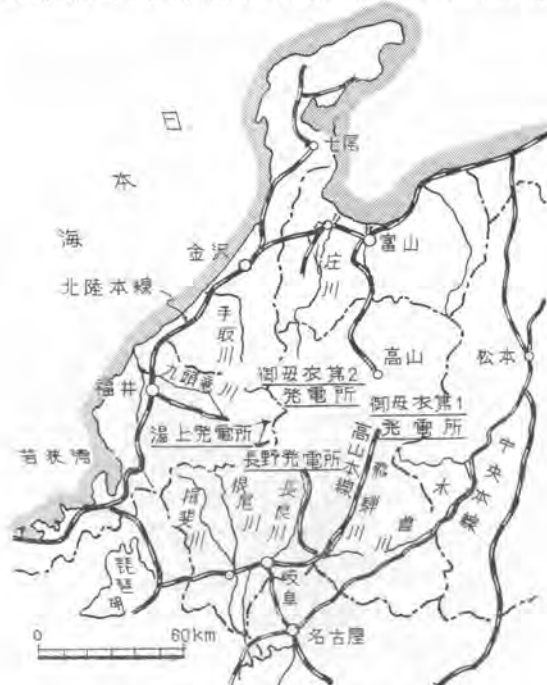 日本海
七尾
富山
金沢
庄川
北陸本線
手取川
高山
松本
御母衣第2
発電所
御母衣第1
発電所
九頭竜川
福井
湯上発電所
長野発電所
高山本線
飛騨川
中央本線
若狭湾
揖斐川
根尾川
長良川
木曽川
琵琶湖
岐阜
名古屋
0 60km